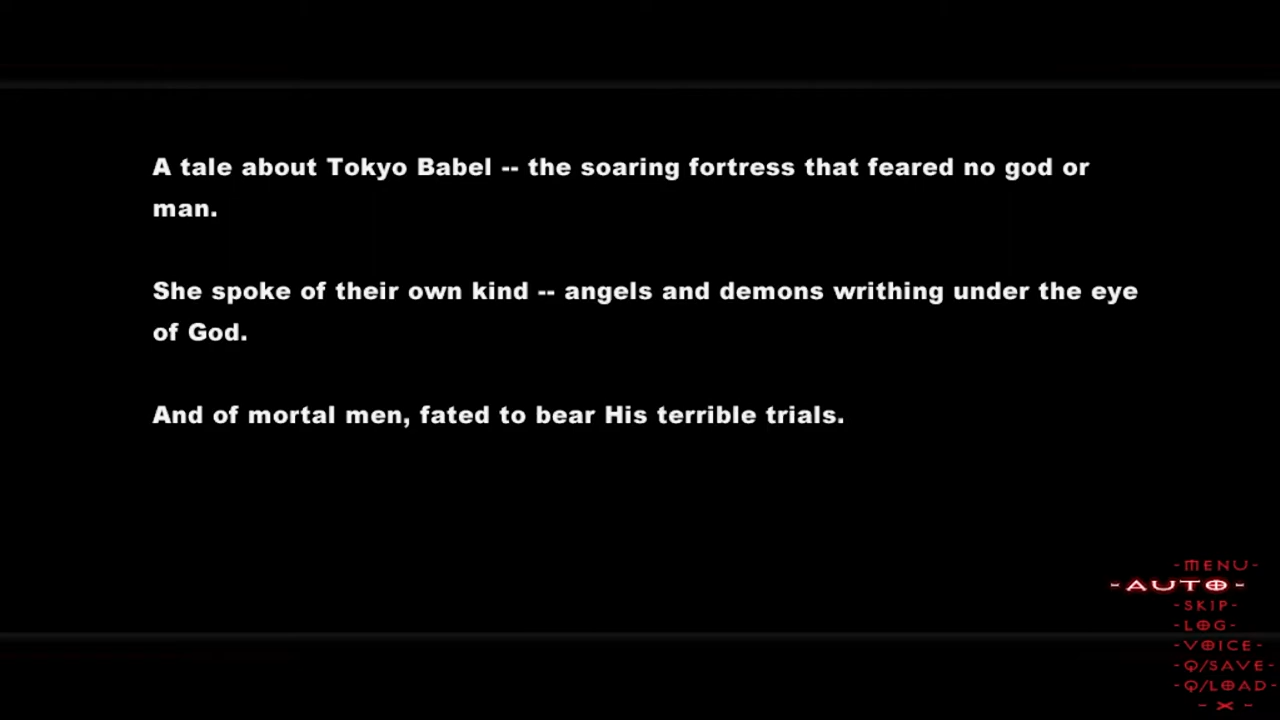 A tale about Tokyo Babel -- the soaring fortress that feared no god or
man.
She spoke of their own kind -- angels and demons writhing under the eye
of God.
And of mortal men, fated to bear His terrible trials.
-MENU-
-AUTO-
-SKIP-
-LOG-
-VOICE-
-Q/SAVE-
-Q/LOAD-
-X-